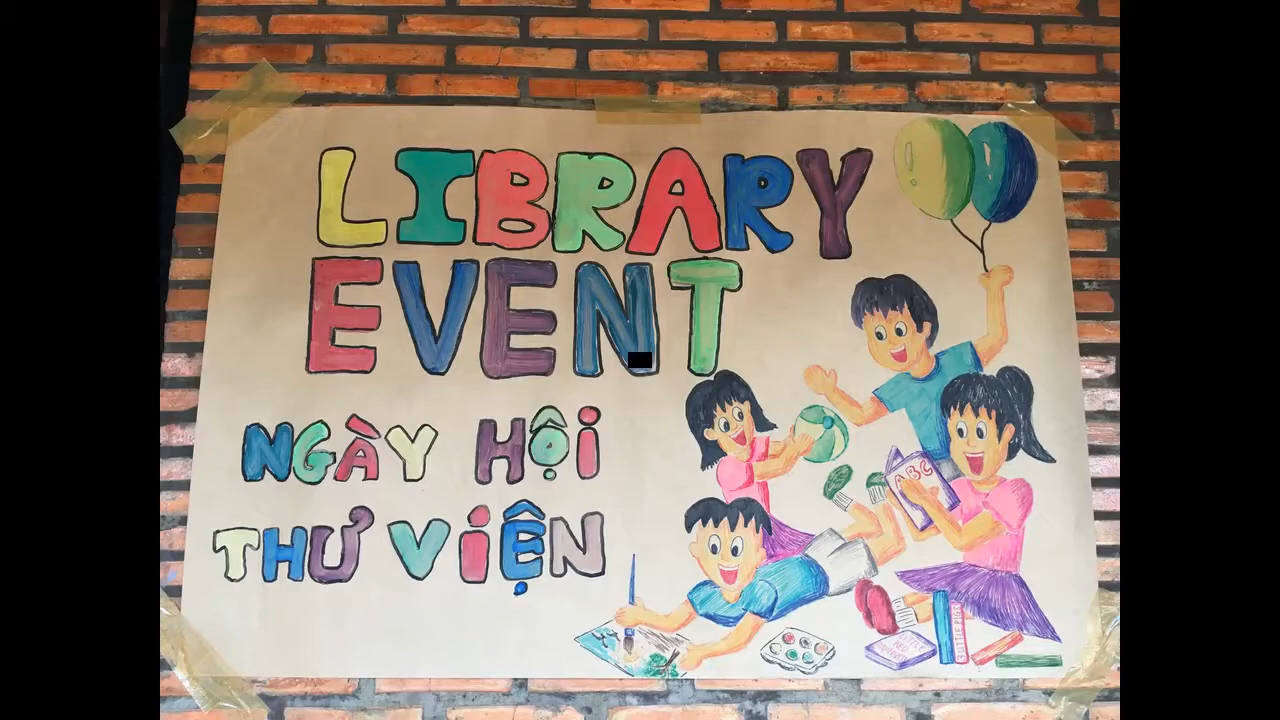 LIBRARY
EVENT
NGÀY HỘI
THƯ VIỆN
ABC